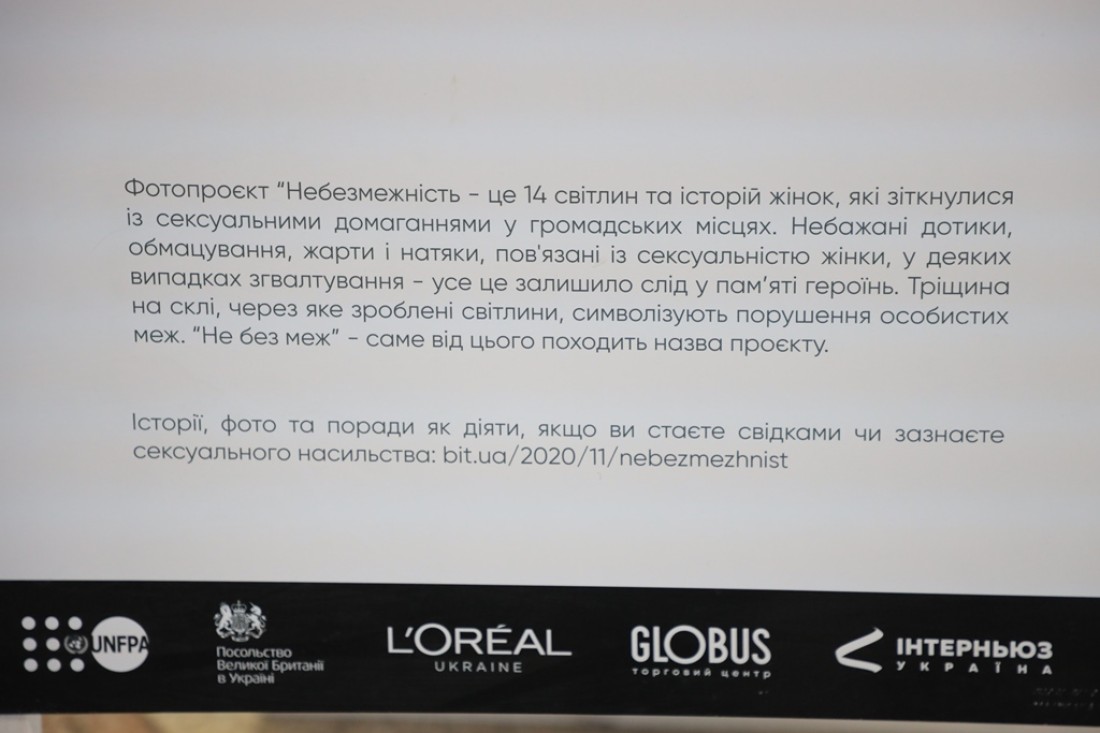 Фотопроєкт “Небезмежність - це 14 світлин та історій жінок, які зіткнулися
із сексуальними домаганнями у громадських місцях. Небажані дотики,
обмацування, жарти і натяки, пов'язані із сексуальністю жінки, у деяких
випадках згвалтування - усе це залишило слід у пам’яті героїнь. Тріщина
на склі, через яке зроблені світлини, символізують порушення особистих
меж. “Не без меж” - саме від цього походить назва проєкту.
Історії, фото та поради як діяти, якщо ви стаєте свідками чи зазнаєте
сексуального насильства: bit.ua/2020/11/nebezmezhnist
UNFPA
Посольство
Великої Британії
в Україні
L'ORÉAL
UKRAINE
GLOBUS
торговий центр
ІНТЕРНЬЮЗ
УКРАЇНА